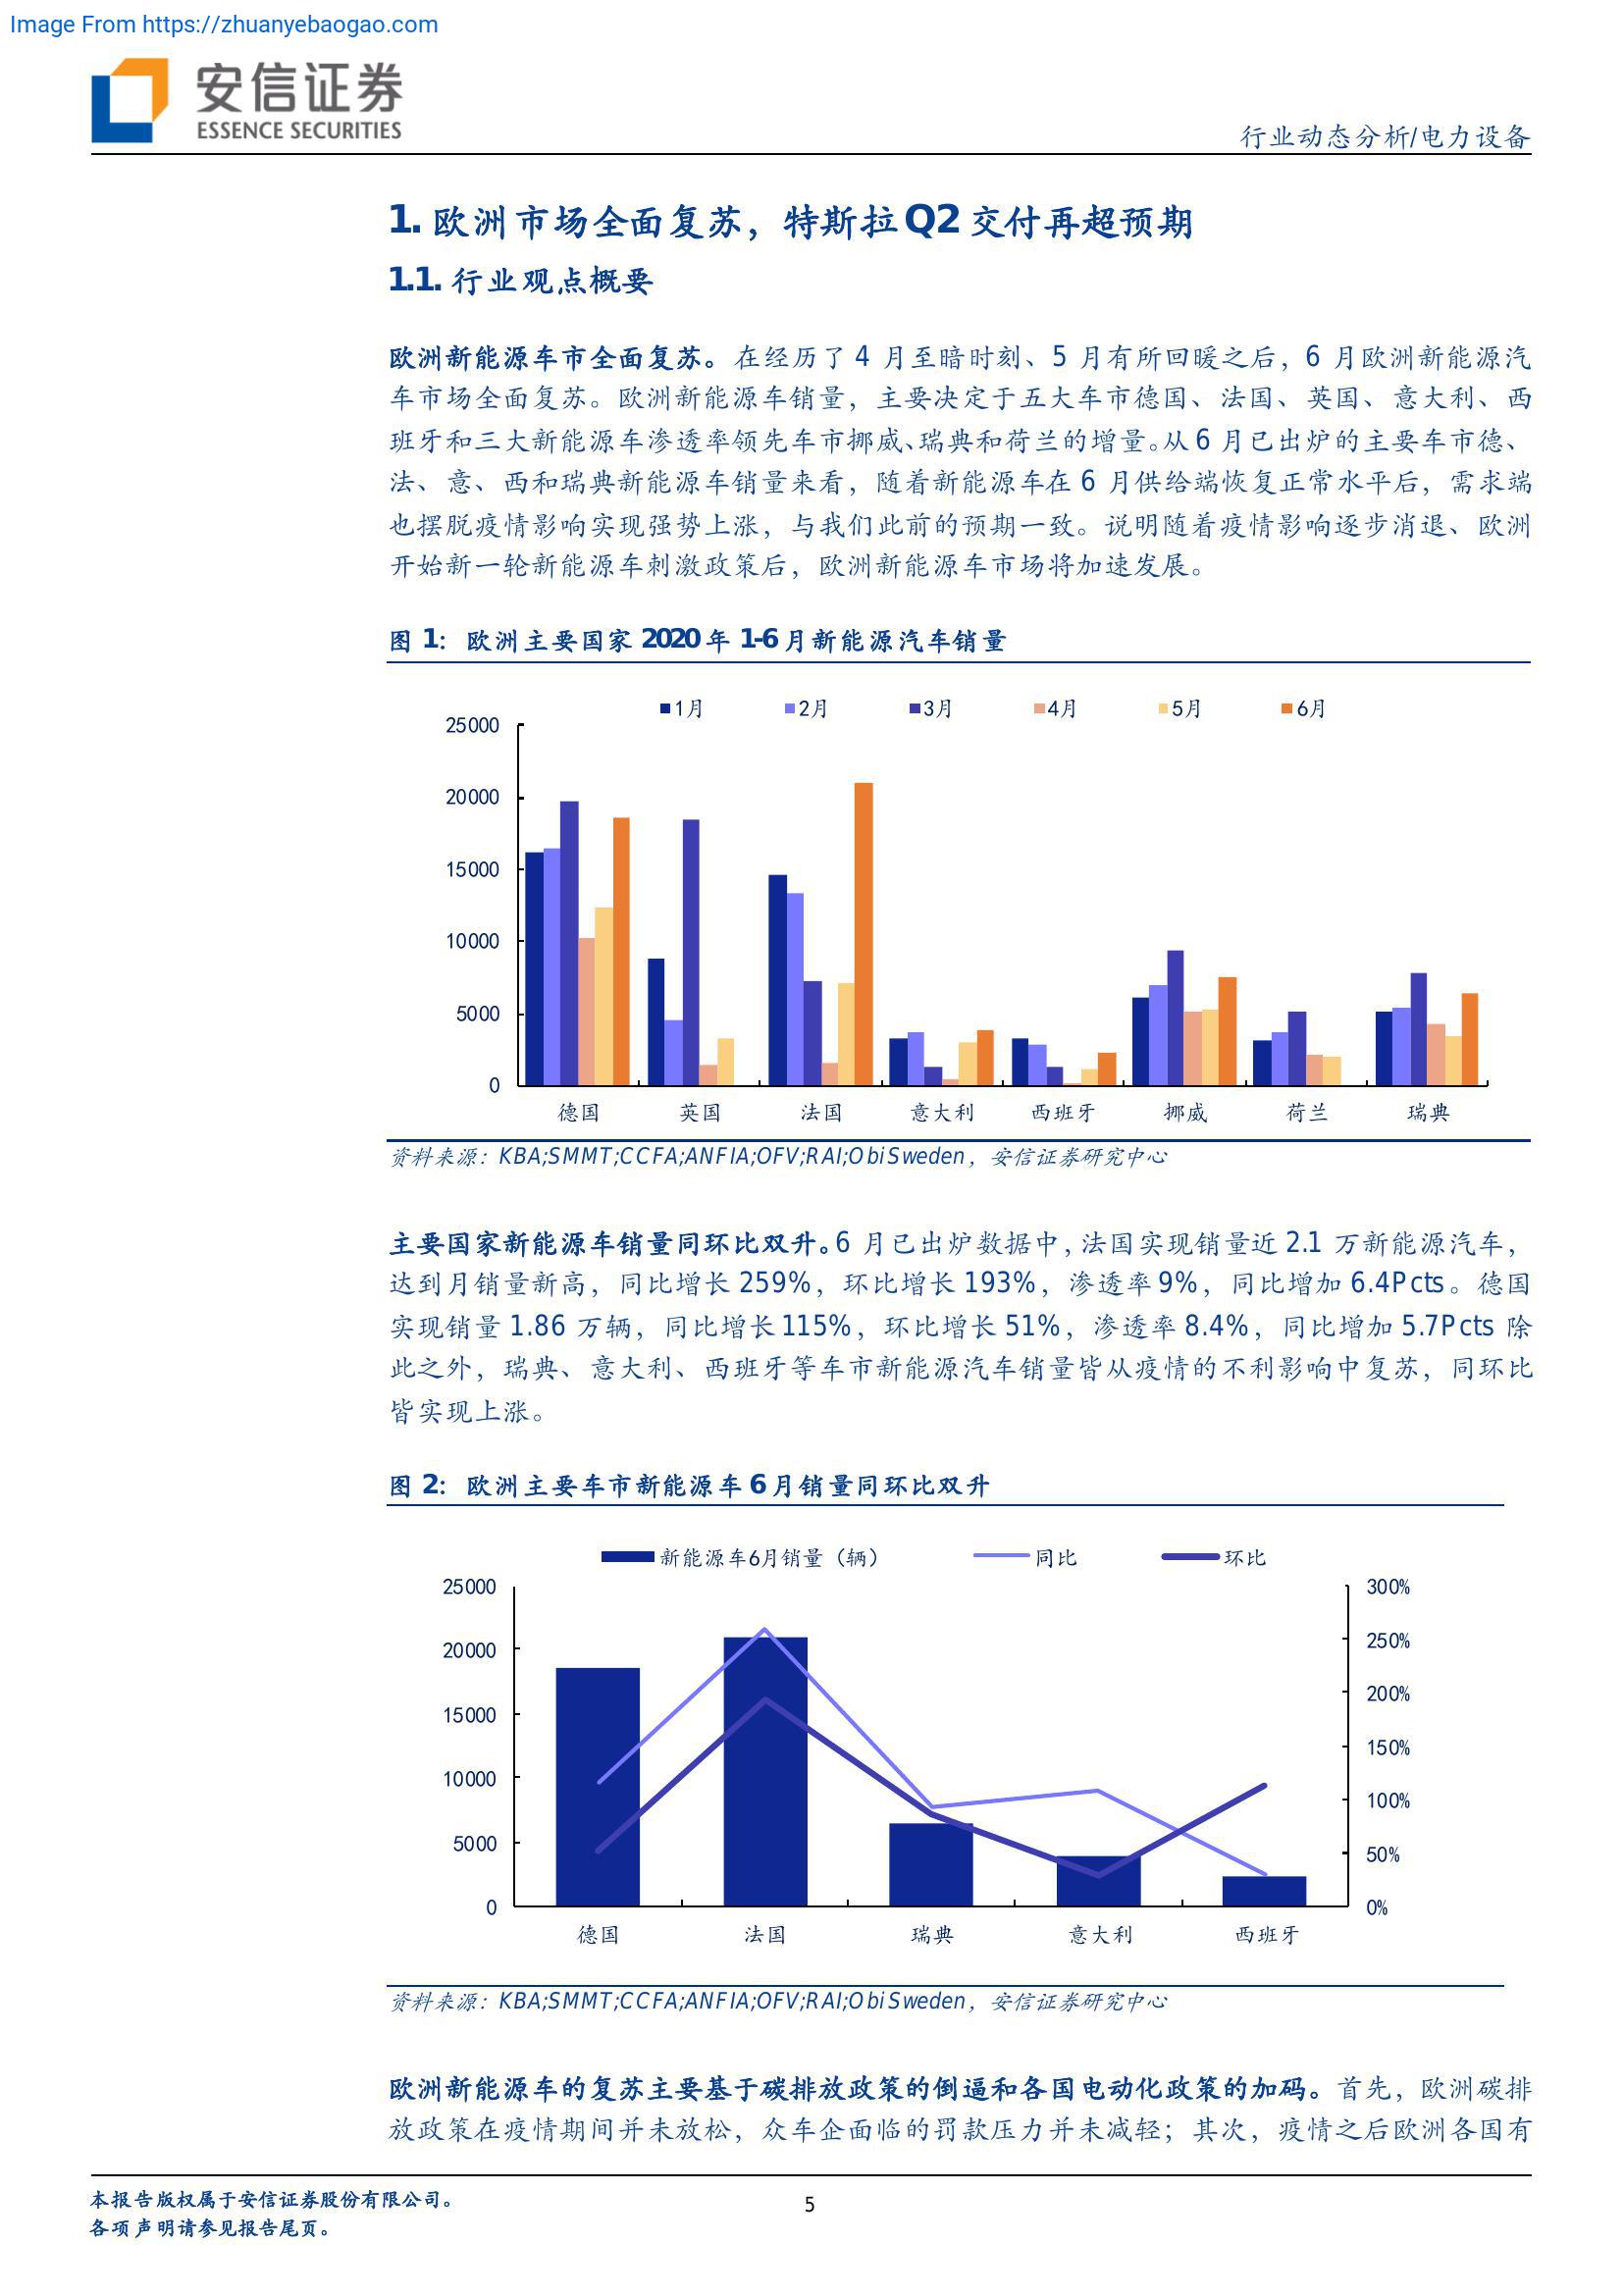 Image From https://zhuanyebaogao.com
安信证券
ESSENCE SECURITIES
行业动态分析/电力设备
1. 欧洲市场全面复苏，特斯拉 Q2 交付再超预期
1.1. 行业观点概要
欧洲新能源车市全面复苏。在经历了 4 月至暗时刻、5 月有所回暖之后，6 月欧洲新能源汽
车市场全面复苏。欧洲新能源车销量，主要决定于五大车市德国、法国、英国、意大利、西
班牙和三大新能源车渗透率领先车市挪威、瑞典和荷兰的增量。从 6 月已出炉的主要车市德、
法、意、西和瑞典新能源车销量来看，随着新能源车在 6 月供给端恢复正常水平后，需求端
也摆脱疫情影响实现强势上涨，与我们此前的预期一致。说明随着疫情影响逐步消退、欧洲
开始新一轮新能源车刺激政策后，欧洲新能源车市场将加速发展。
图 1：欧洲主要国家 2020 年 1-6 月新能源汽车销量
1月 2月 3月 4月 5月 6月
25000
20000
15000
10000
5000
0
德国 英国 法国 意大利 西班牙 挪威 荷兰 瑞典
资料来源：KBA;SMMT;CCFA;ANFIA;OFV;RAI;ObiSweden，安信证券研究中心
主要国家新能源车销量同环比双升。6 月已出炉数据中，法国实现销量近 2.1 万新能源汽车，
达到月销量新高，同比增长 259%，环比增长 193%，渗透率 9%，同比增加 6.4Pcts。德国
实现销量 1.86 万辆，同比增长 115%，环比增长 51%，渗透率 8.4%，同比增加 5.7Pcts 除
此之外，瑞典、意大利、西班牙等车市新能源汽车销量皆从疫情的不利影响中复苏，同环比
皆实现上涨。
图 2：欧洲主要车市新能源车 6 月销量同环比双升
新能源车6月销量（辆） 同比 环比
25000
20000
15000
10000
5000
0
300%
250%
200%
150%
100%
50%
0%
德国 法国 瑞典 意大利 西班牙
资料来源：KBA;SMMT;CCFA;ANFIA;OFV;RAI;ObiSweden，安信证券研究中心
欧洲新能源车的复苏主要基于碳排放政策的倒逼和各国电动化政策的加码。首先，欧洲碳排
放政策在疫情期间并未放松，众车企面临的罚款压力并未减轻；其次，疫情之后欧洲各国有
本报告版权属于安信证券股份有限公司。
各项声明请参见报告尾页。
5